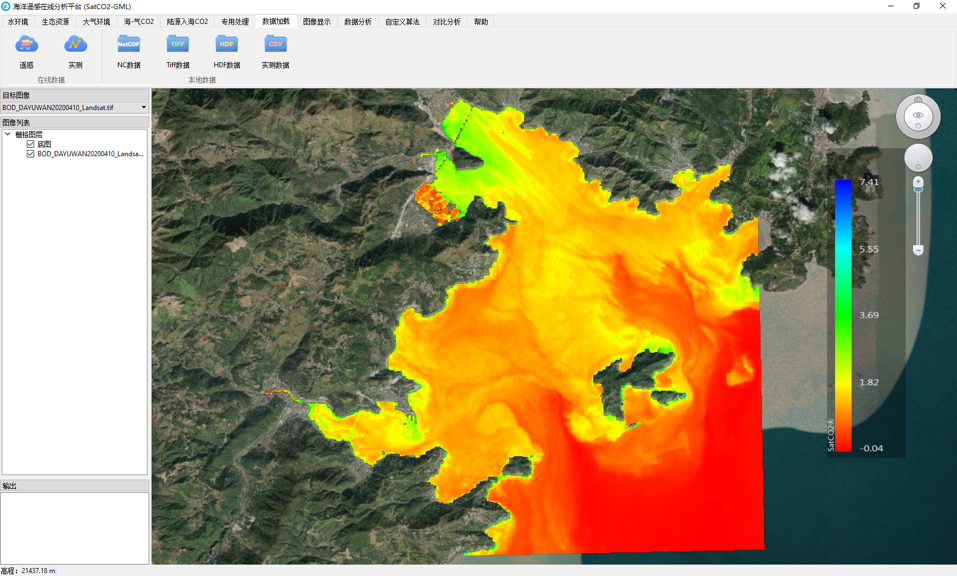 海洋遥感在线分析平台 (SatCO2-GML)
水环境 生态资源 大气环境 海-气CO2 陆源入海CO2 专用处理 数据加载 图像显示 数据分析 自定义算法 对比分析 帮助
NetCDF TIFF HDF CSV
遥感 实测 NC数据 Tiff数据 HDF数据 实测数据
在线数据 本地数据
目标图像
BOD_DAYUWAN20200410_Landsat.tif
图像列表
栅格图层
底图
BOD_DAYUWAN20200410_Landsa...
7.41
5.55
3.69
1.82
-0.04
SatCO2®
输出
高程: 21437.18 m